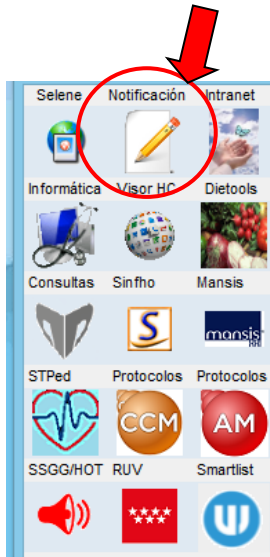 Selene Notificación Intranet
Informática Visor HC Dietools
Consultas Sinfho Mansis
S mansis
RRHH
STPed Protocolos Protocolos
CCM AM
SSGG/HOT RUV Smartlist